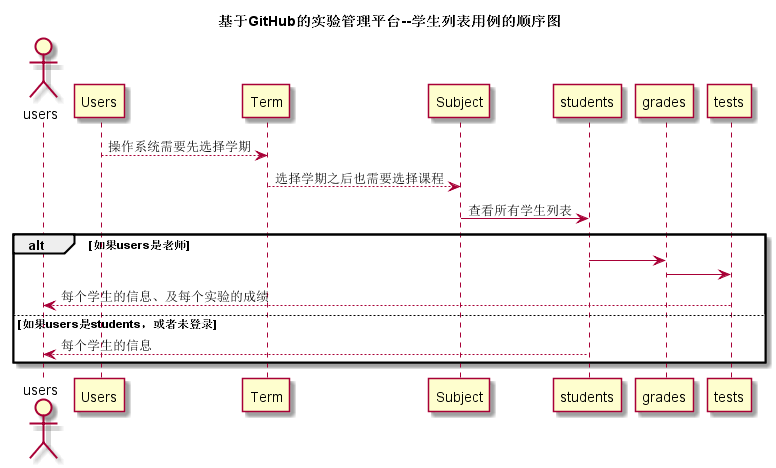 基于GitHub的实验管理平台--学生列表用例的顺序图
users
Users
Term
Subject
students
grades
tests
操作系统需要先选择学期
选择学期之后也需要选择课程
查看所有学生列表
alt
[如果users是老师]
每个学生的信息、及每个实验的成绩
[如果users是students，或者未登录]
每个学生的信息
users
Users
Term
Subject
students
grades
tests